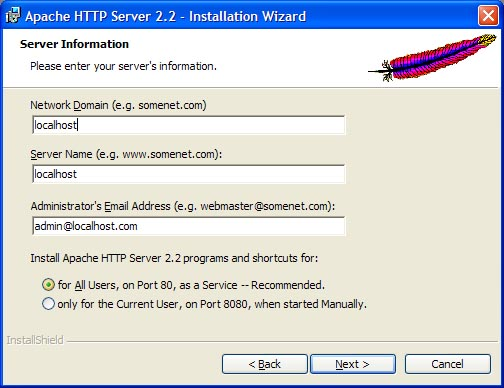 Apache HTTP Server 2.2 - Installation Wizard
Server Information
Please enter your server's information.
Network Domain (e.g. somenet.com)
localhost
Server Name (e.g. www.somenet.com):
localhost
Administrator's Email Address (e.g. webmaster@somenet.com):
admin@localhost.com
Install Apache HTTP Server 2.2 programs and shortcuts for:
for All Users, on Port 80, as a Service -- Recommended.
only for the Current User, on Port 8080, when started Manually.
InstallShield
< Back
Next >
Cancel